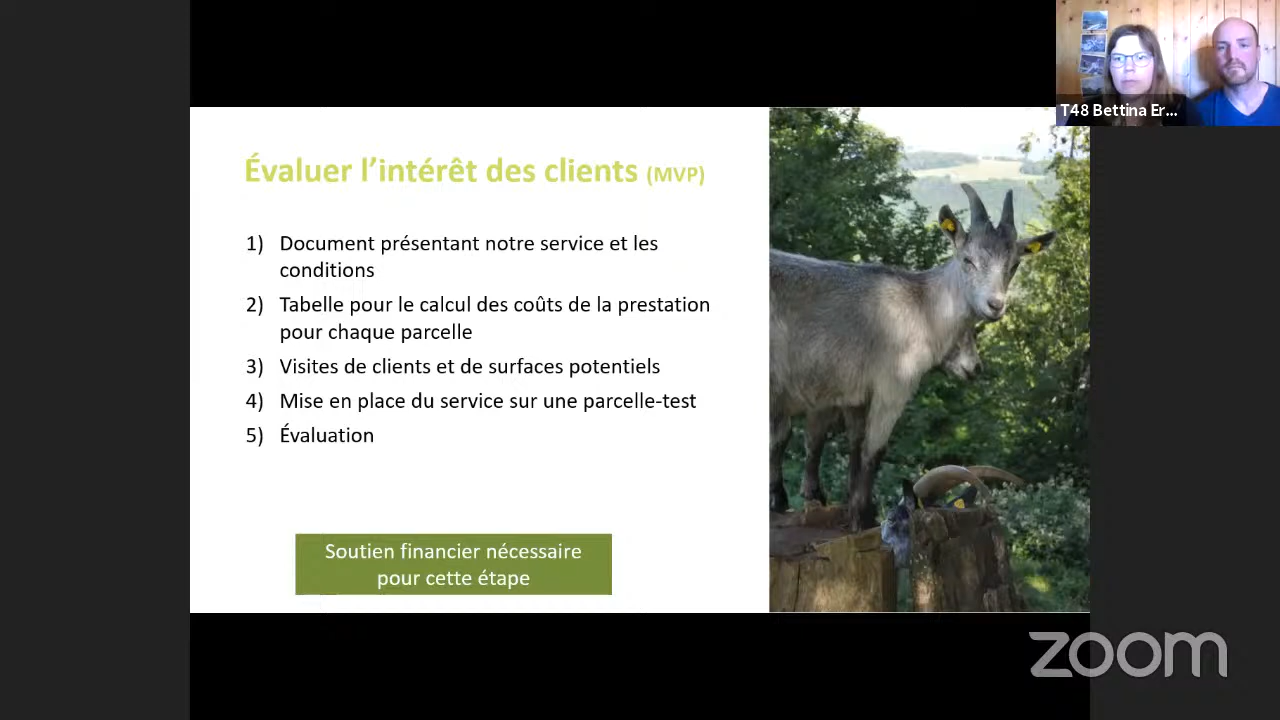 T48 Bettina Er...
Évaluer l’intérêt des clients (MVP)
1) Document présentant notre service et les
conditions
2) Tabelle pour le calcul des coûts de la prestation
pour chaque parcelle
3) Visites de clients et de surfaces potentiels
4) Mise en place du service sur une parcelle-test
5) Évaluation
Soutien financier nécessaire
pour cette étape
zoom